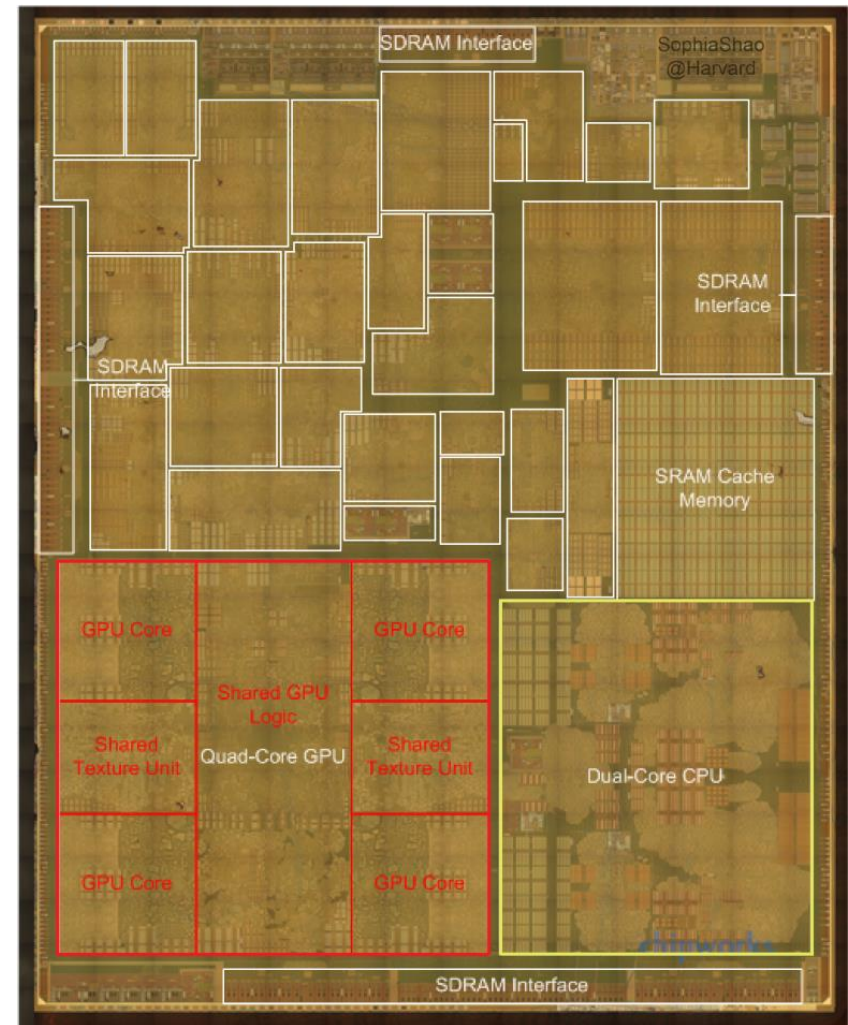 SDRAM Interface
SophiaShao
@Harvard
SDRAM
Interface
SDRAM
Interface
SRAM Cache
Memory
GPU Core
GPU Core
Shared GPU
Logic
Shared
Texture Unit
Quad-Core GPU
Shared
Texture Unit
Dual-Core CPU
GPU Core
GPU Core
chipworks
SDRAM Interface